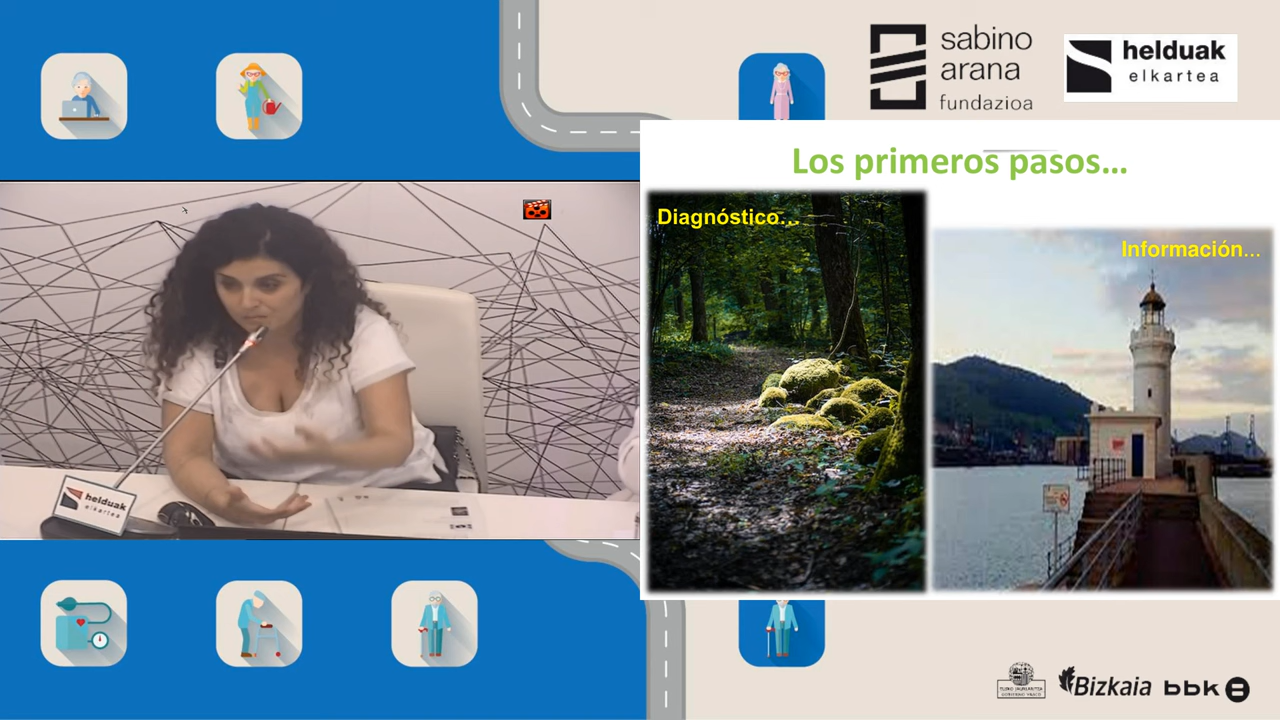 sabino
arana
fundazioa
helduak
elkartea
Los primeros pasos...
Diagnóstico...
Información...
helduak
elkartea
Bizkaia
bbk